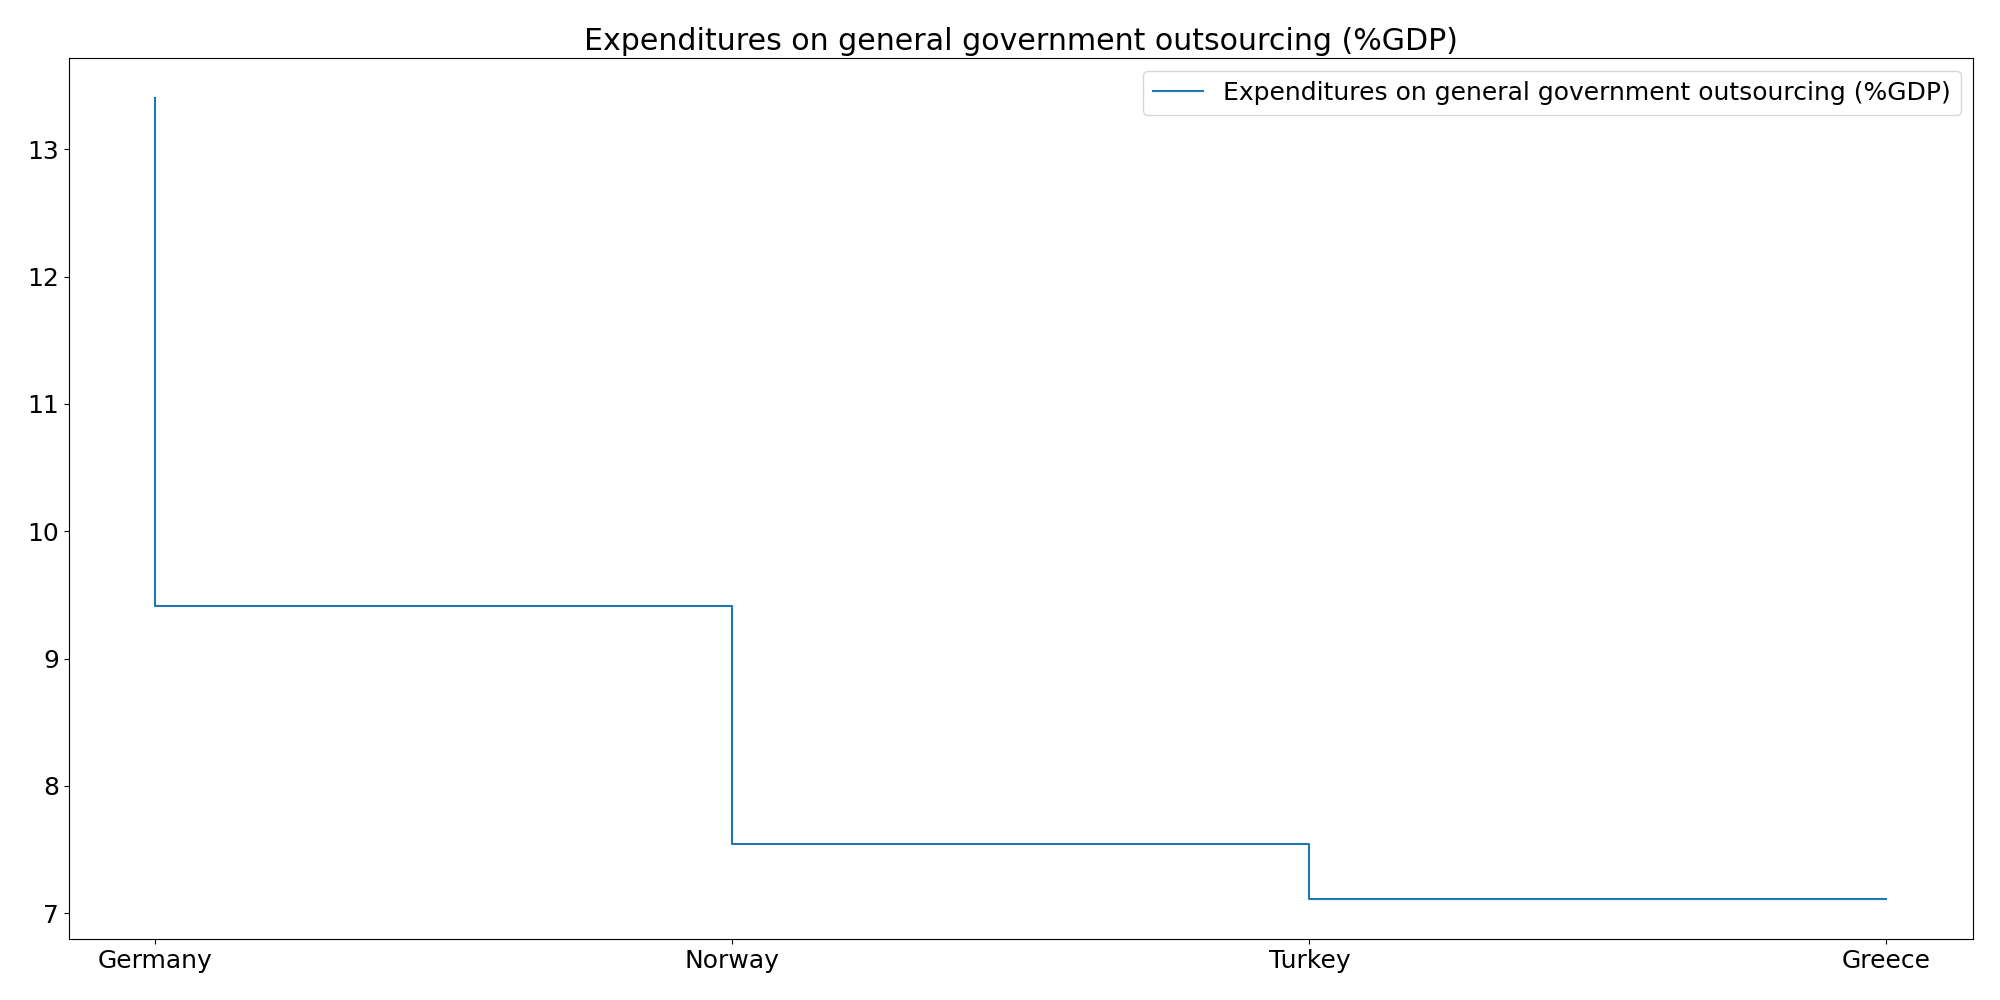 Expenditures on general government outsourcing (%GDP)
Expenditures on general government outsourcing (%GDP)
13
12
11
10
9
8
7
Germany
Norway
Turkey
Greece